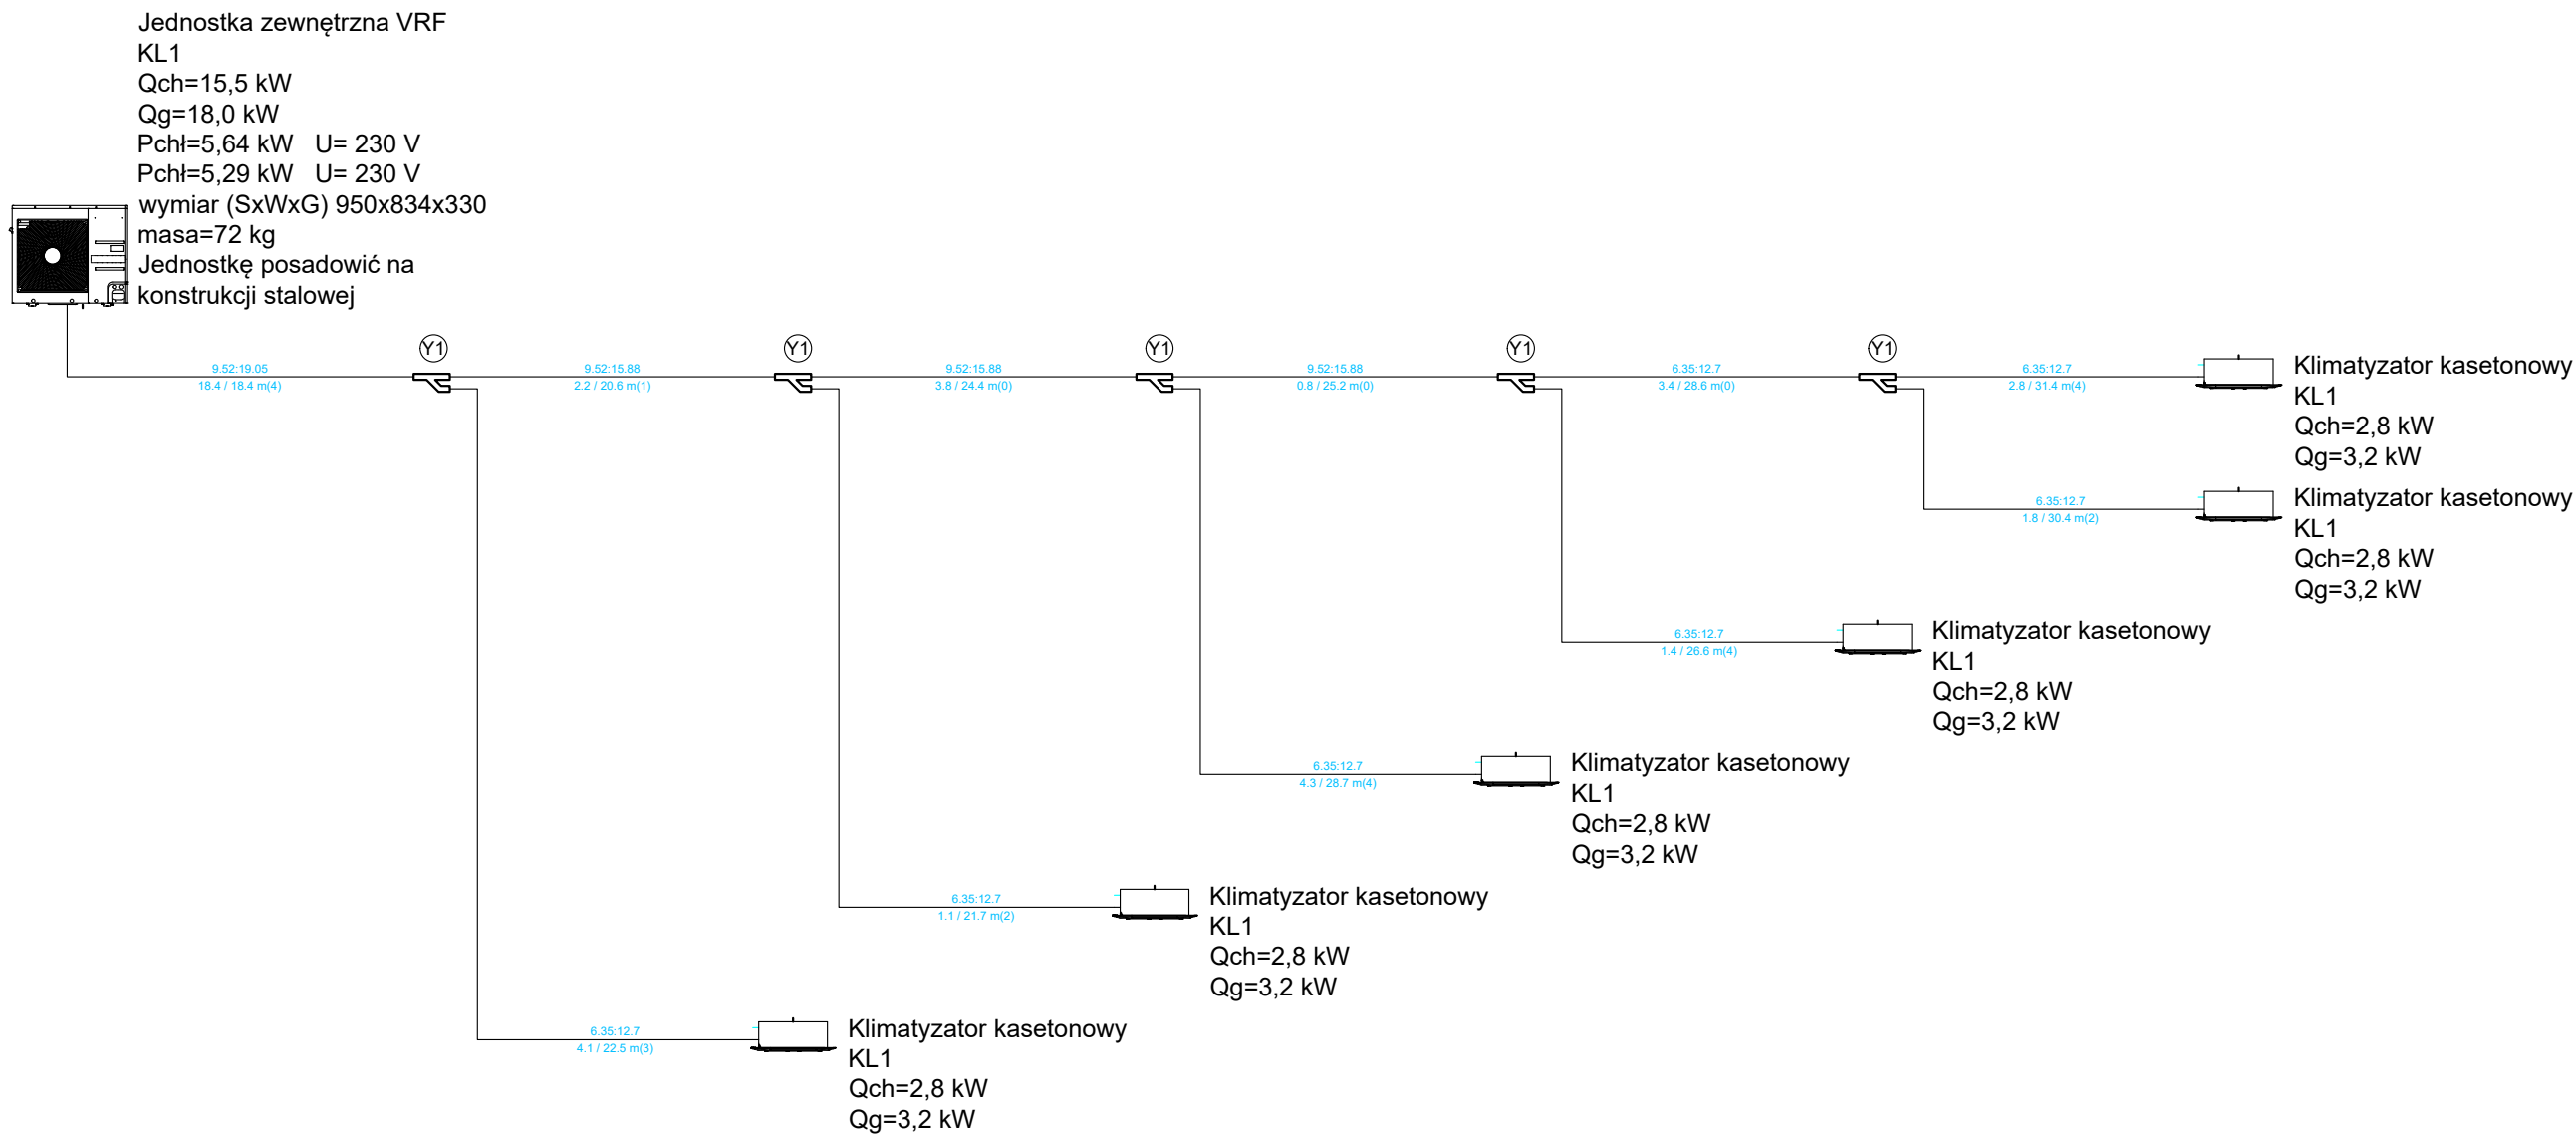 Jednostka zewnętrzna VRF
KL1
Qch=15,5 kW
Qg=18,0 kW
Pchł=5,64 kW   U= 230 V
Pchł=5,29 kW   U= 230 V
wymiar (SxWxG) 950x834x330
masa=72 kg
Jednostkę posadowić na
konstrukcji stalowej
Y1
Y1
Y1
Y1
Y1
9.52:19.05
18.4 / 18.4 m(4)
9.52:15.88
2.2 / 20.6 m(1)
9.52:15.88
3.8 / 24.4 m(0)
9.52:15.88
0.8 / 25.2 m(0)
6.35:12.7
3.4 / 28.6 m(0)
6.35:12.7
2.8 / 31.4 m(4)
Klimatyzator kasetonowy
KL1
Qch=2,8 kW
Qg=3,2 kW
6.35:12.7
1.8 / 30.4 m(2)
Klimatyzator kasetonowy
KL1
Qch=2,8 kW
Qg=3,2 kW
6.35:12.7
1.4 / 26.6 m(4)
Klimatyzator kasetonowy
KL1
Qch=2,8 kW
Qg=3,2 kW
6.35:12.7
4.3 / 28.7 m(4)
Klimatyzator kasetonowy
KL1
Qch=2,8 kW
Qg=3,2 kW
6.35:12.7
1.1 / 21.7 m(2)
Klimatyzator kasetonowy
KL1
Qch=2,8 kW
Qg=3,2 kW
6.35:12.7
4.1 / 22.5 m(3)
Klimatyzator kasetonowy
KL1
Qch=2,8 kW
Qg=3,2 kW